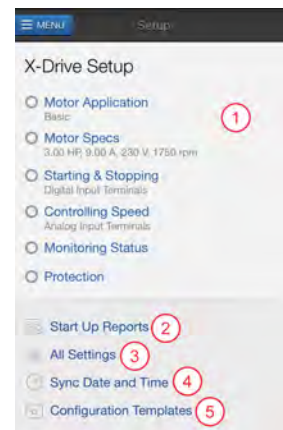 MENU
Setup
X-Drive Setup
Motor Application
Basic
1
Motor Specs
3.00 HP, 9.00 A, 230 V, 1750 rpm
Starting & Stopping
Digital Input Terminals
Controlling Speed
Analog Input Terminals
Monitoring Status
Protection
Start Up Reports 2
All Settings 3
Sync Date and Time 4
Configuration Templates 5